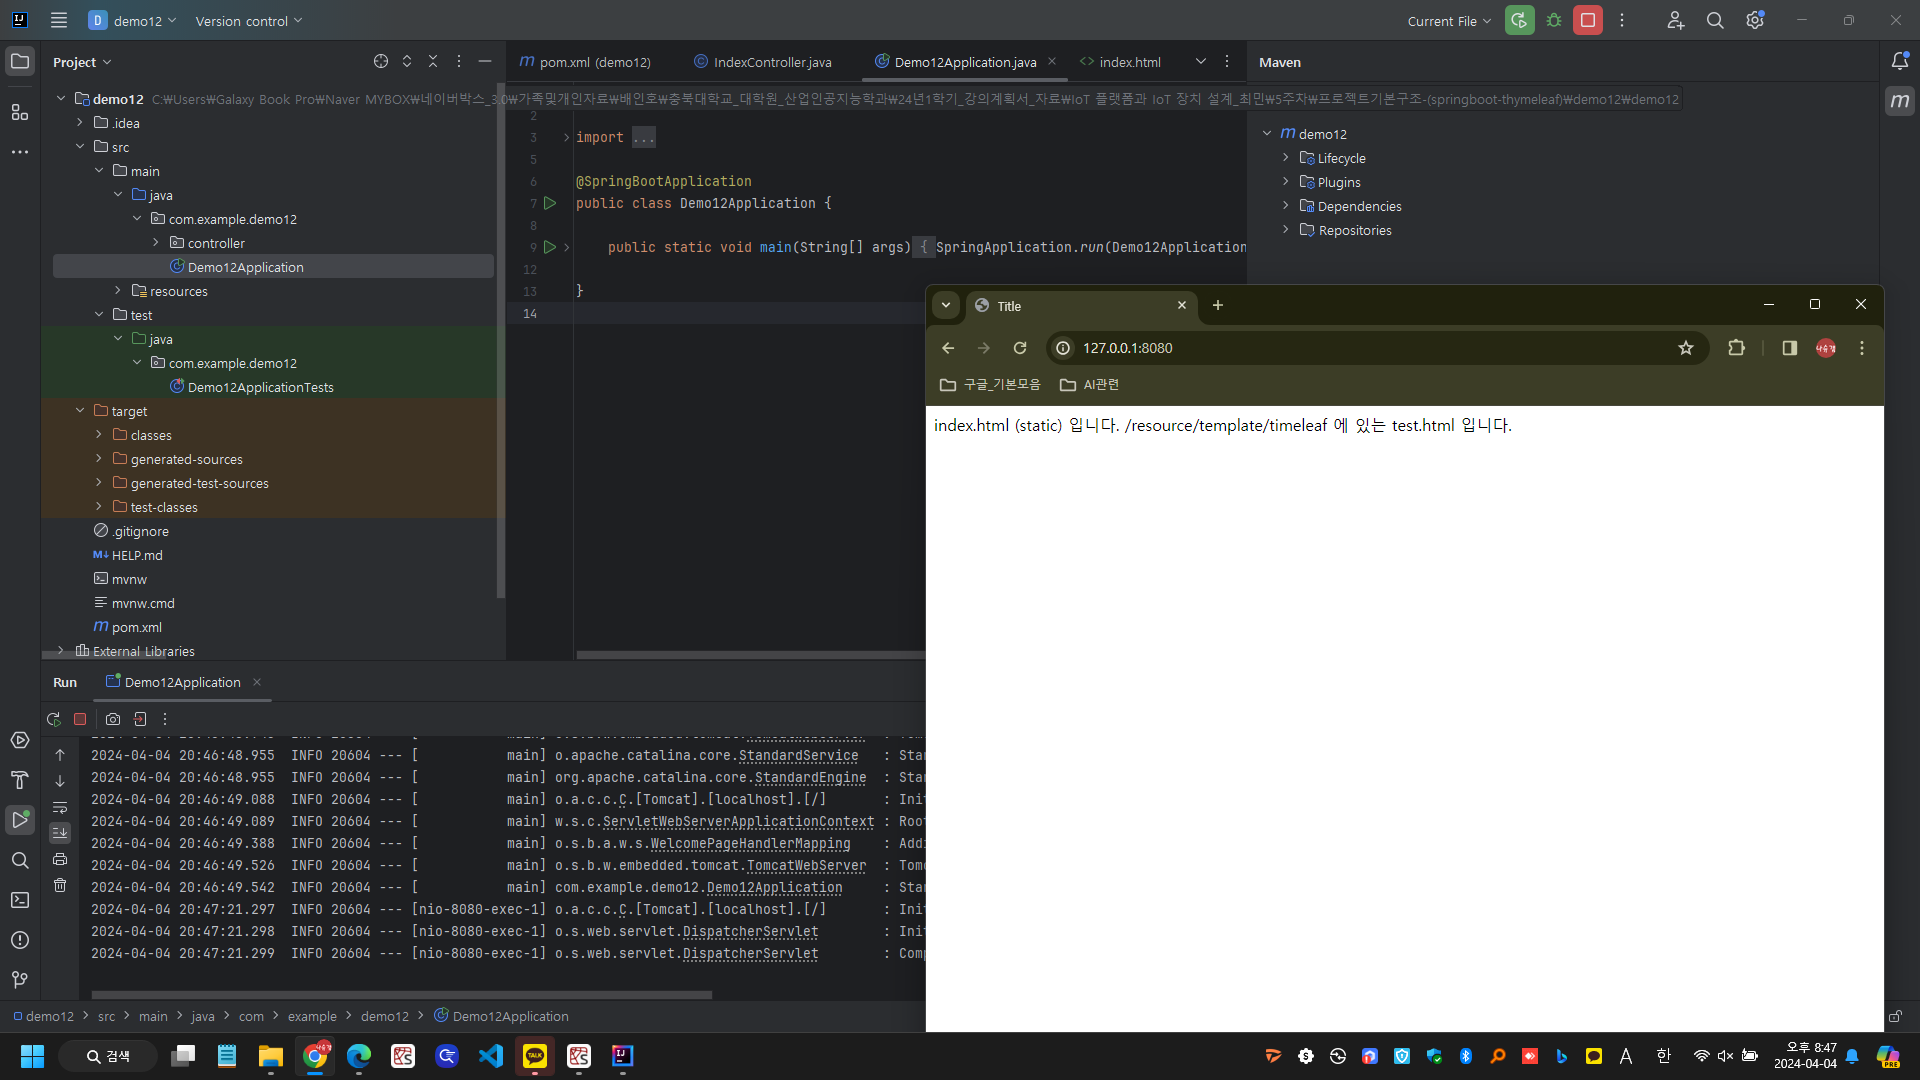 demo12
Version control
Current File
Project
pom.xml (demo12)
IndexController.java
Demo12Application.java
index.html
Maven
demo12 C:\Users\Galaxy Book Pro\Naver MYBOX\네이버박스_3.0\가족및개인자료\배인호\충북대학교_대학원_산업인공지능학과\24년1학기_강의계획서_자료\IoT 플랫폼과 IoT 장치 설계_최민\5주차\프로젝트기본구조-(springboot-thymeleaf)\demo12\demo12
.idea
src
main
java
com.example.demo12
controller
Demo12Application
resources
test
java
com.example.demo12
Demo12ApplicationTests
target
classes
generated-sources
generated-test-sources
test-classes
.gitignore
HELP.md
mvnw
mvnw.cmd
pom.xml
External Libraries
2
3 import ...
5
6 @SpringBootApplication
7 public class Demo12Application {
8
9 public static void main(String[] args) { SpringApplication.run(Demo12Application
12
13 }
14
demo12
Lifecycle
Plugins
Dependencies
Repositories
Title
127.0.0.1:8080
구글_기본모음
AI관련
index.html (static) 입니다. /resource/template/timeleaf 에 있는 test.html 입니다.
Run
Demo12Application
2024-04-04 20:46:48.955 INFO 20604 --- [ main] o.apache.catalina.core.StandardService : Star
2024-04-04 20:46:48.955 INFO 20604 --- [ main] org.apache.catalina.core.StandardEngine : Star
2024-04-04 20:46:49.088 INFO 20604 --- [ main] o.a.c.c.C.[Tomcat].[localhost].[/] : Init
2024-04-04 20:46:49.089 INFO 20604 --- [ main] w.s.c.ServletWebServerApplicationContext : Root
2024-04-04 20:46:49.388 INFO 20604 --- [ main] o.s.b.a.w.s.WelcomePageHandlerMapping : Addi
2024-04-04 20:46:49.526 INFO 20604 --- [ main] o.s.b.w.embedded.tomcat.TomcatWebServer : Tomc
2024-04-04 20:46:49.542 INFO 20604 --- [ main] com.example.demo12.Demo12Application : Star
2024-04-04 20:47:21.297 INFO 20604 --- [nio-8080-exec-1] o.a.c.c.C.[Tomcat].[localhost].[/] : Init
2024-04-04 20:47:21.298 INFO 20604 --- [nio-8080-exec-1] o.s.web.servlet.DispatcherServlet : Init
2024-04-04 20:47:21.299 INFO 20604 --- [nio-8080-exec-1] o.s.web.servlet.DispatcherServlet : Comp
demo12 > src > main > java > com > example > demo12 > Demo12Application
검색
A
한
오후 8:47
2024-04-04